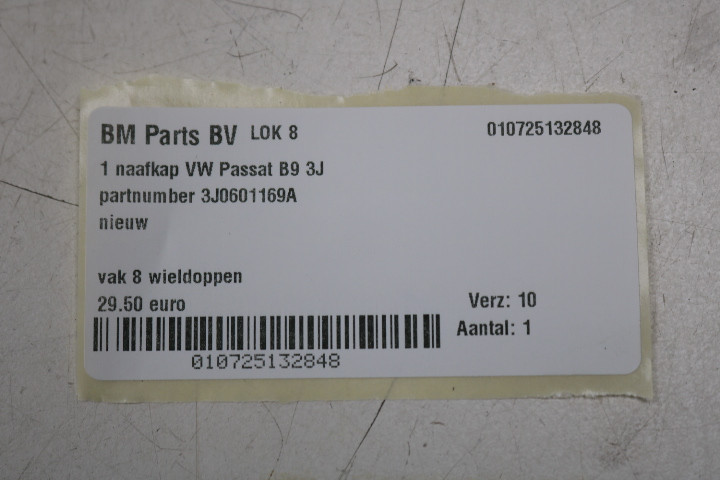 BM Parts BV LOK 8 010725132848
1 naafkap VW Passat B9 3J
partnumber 3J0601169A
nieuw
vak 8 wieldoppen
29.50 euro Verz: 10
Aantal: 1
010725132848